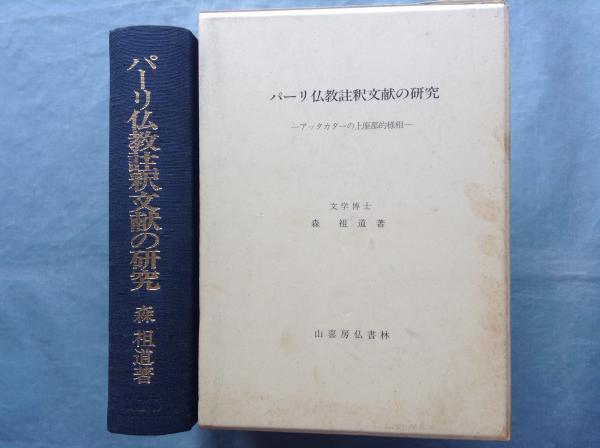 パーリ仏教註釈文献の研究
森 祖道著
パーリ仏教註釈文献の研究
―アッタカターの上座部的様相―
文学博士
森 祖 道 著
山喜房仏書林